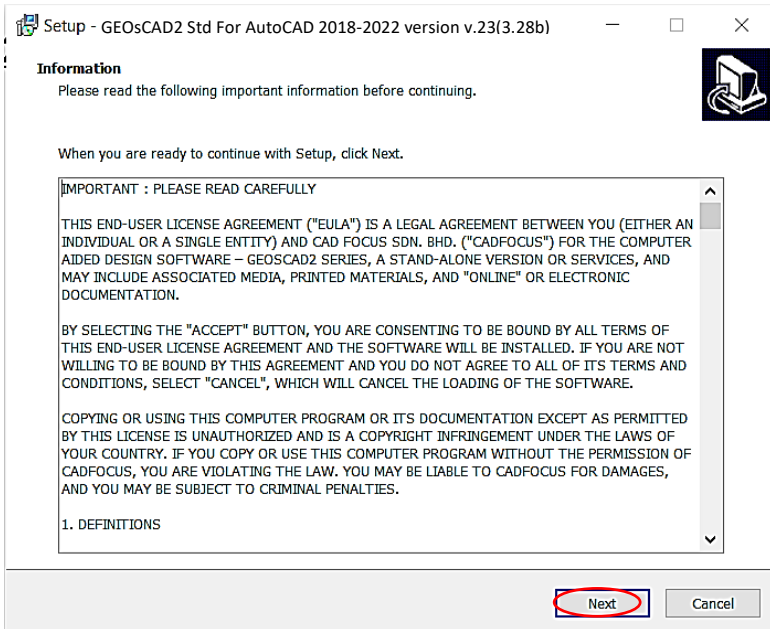 Setup - GEOsCAD2 Std For AutoCAD 2018-2022 version v.23(3.28b)
Information
Please read the following important information before continuing.
When you are ready to continue with Setup, click Next.
IMPORTANT : PLEASE READ CAREFULLY
THIS END-USER LICENSE AGREEMENT ("EULA") IS A LEGAL AGREEMENT BETWEEN YOU (EITHER AN
INDIVIDUAL OR A SINGLE ENTITY) AND CAD FOCUS SDN. BHD. ("CADFOCUS") FOR THE COMPUTER
AIDED DESIGN SOFTWARE – GEOSCAD2 SERIES, A STAND-ALONE VERSION OR SERVICES, AND
MAY INCLUDE ASSOCIATED MEDIA, PRINTED MATERIALS, AND "ONLINE" OR ELECTRONIC
DOCUMENTATION.
BY SELECTING THE "ACCEPT" BUTTON, YOU ARE CONSENTING TO BE BOUND BY ALL TERMS OF
THIS END-USER LICENSE AGREEMENT AND THE SOFTWARE WILL BE INSTALLED. IF YOU ARE NOT
WILLING TO BE BOUND BY THIS AGREEMENT AND YOU DO NOT AGREE TO ALL OF ITS TERMS AND
CONDITIONS, SELECT "CANCEL", WHICH WILL CANCEL THE LOADING OF THE SOFTWARE.
COPYING OR USING THIS COMPUTER PROGRAM OR ITS DOCUMENTATION EXCEPT AS PERMITTED
BY THIS LICENSE IS UNAUTHORIZED AND IS A COPYRIGHT INFRINGEMENT UNDER THE LAWS OF
YOUR COUNTRY. IF YOU COPY OR USE THIS COMPUTER PROGRAM WITHOUT THE PERMISSION OF
CADFOCUS, YOU ARE VIOLATING THE LAW. YOU MAY BE LIABLE TO CADFOCUS FOR DAMAGES,
AND YOU MAY BE SUBJECT TO CRIMINAL PENALTIES.
1. DEFINITIONS
Next
Cancel